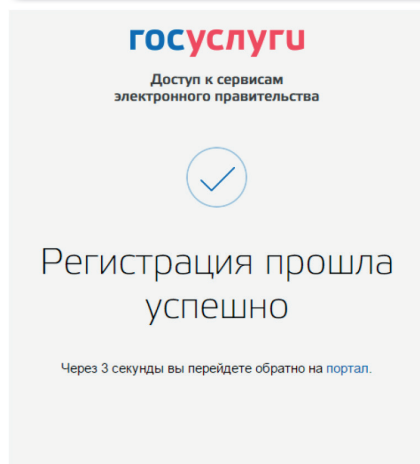 госуслуги
Доступ к сервисам
электронного правительства
Регистрация прошла
успешно
Через 3 секунды вы перейдете обратно на портал.